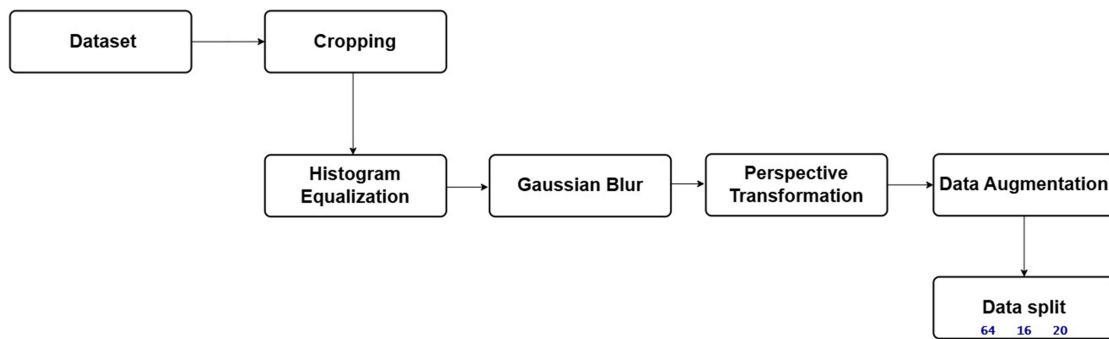 Dataset
Cropping
Histogram
Equalization
Gaussian Blur
Perspective
Transformation
Data Augmentation
Data split
64 16 20